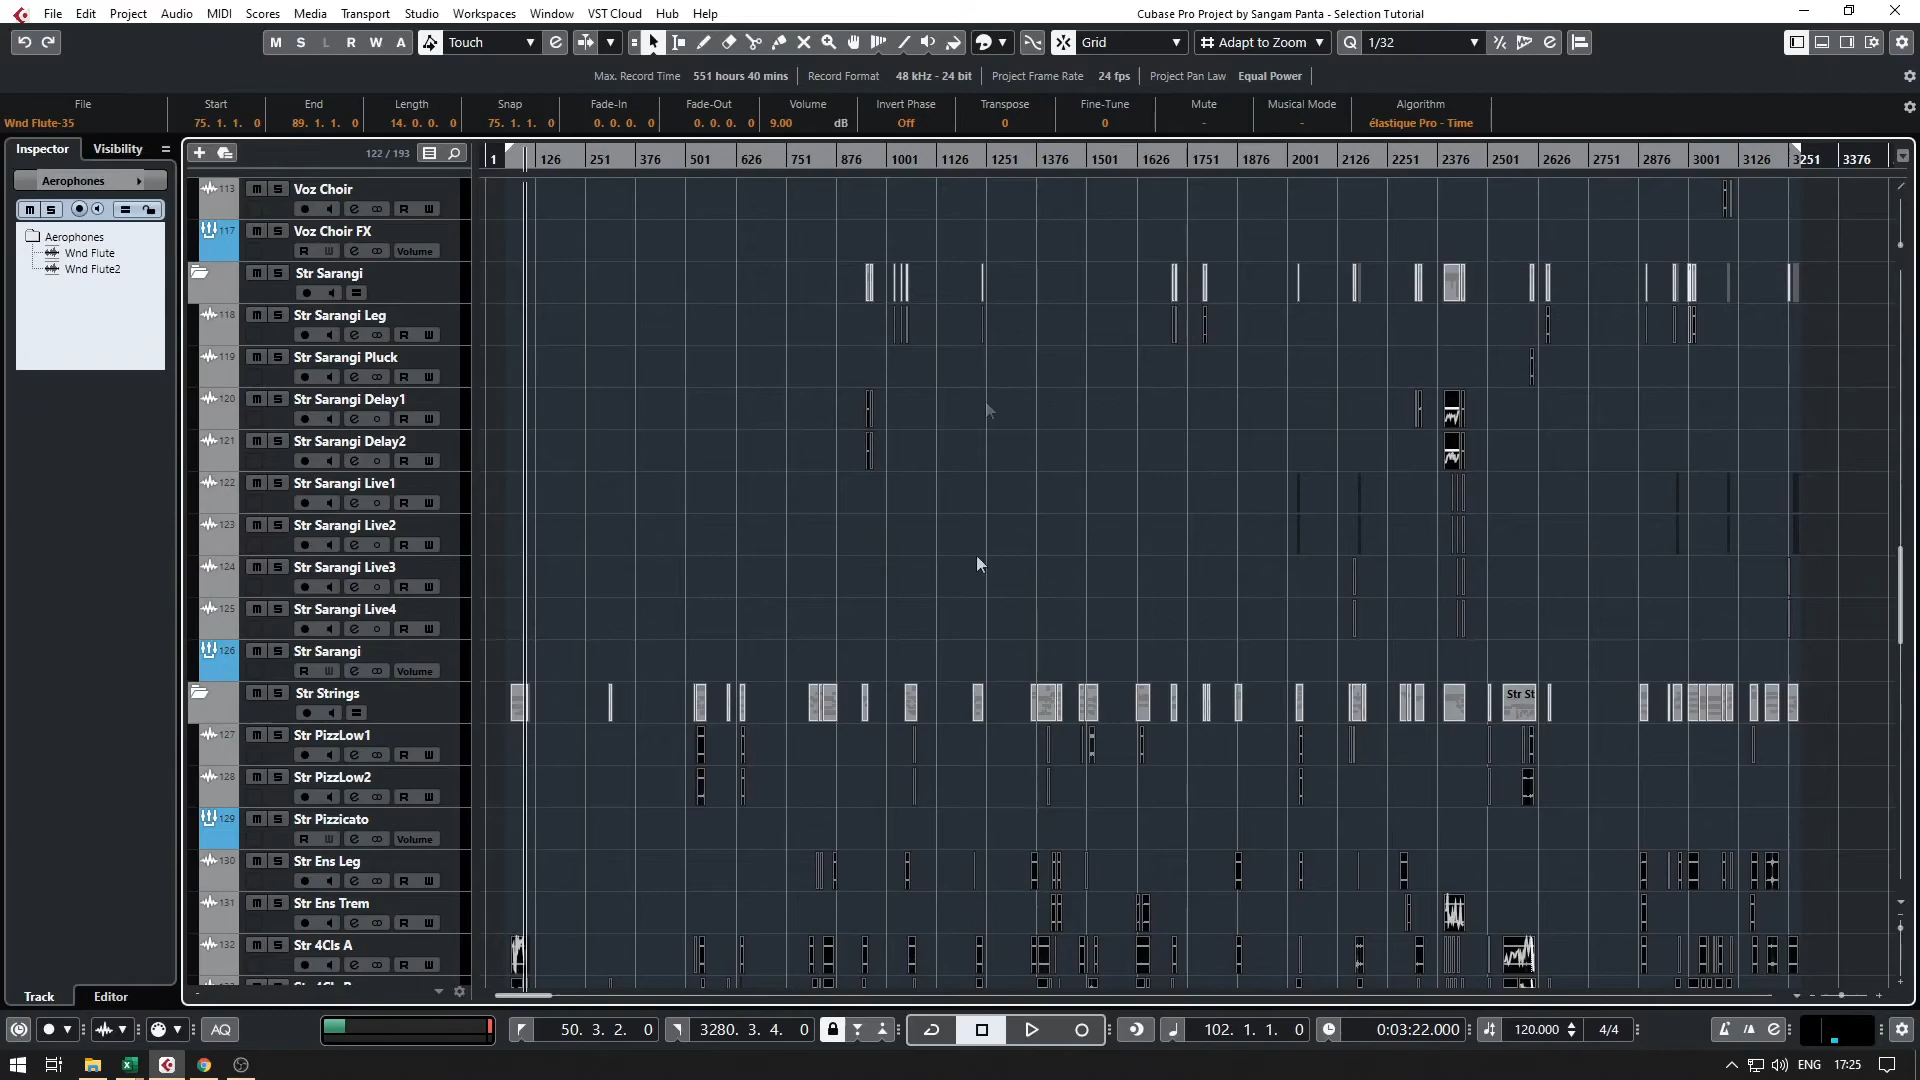 File Edit Project Audio MIDI Scores Media Transport Studio Workspaces Window VST Cloud Hub Help
Cubase Pro Project by Sangam Panta - Selection Tutorial
M S L R W A Touch Grid Adapt to Zoom Q 1/32
Max. Record Time 551 hours 40 mins Record Format 48 kHz - 24 bit Project Frame Rate 24 fps Project Pan Law Equal Power
File Start End Length Snap Fade-In Fade-Out Volume Invert Phase Transpose Fine-Tune Mute Musical Mode Algorithm
Wnd Flute-35 75. 1. 1. 0 89. 1. 1. 0 14. 0. 0. 0 75. 1. 1. 0 0. 0. 0. 0 0. 0. 0. 0 9.00 dB Off 0 0 - - élastique Pro - Time
Inspector Visibility
122 / 193
1 126 251 376 501 626 751 876 1001 1126 1251 1376 1501 1626 1751 1876 2001 2126 2251 2376 2501 2626 2751 2876 3001 3126 3251 3376
Aerophones
m S
Aerophones
Wnd Flute
Wnd Flute2
113 m S Voz Choir
e R W
117 m S Voz Choir FX
R W e Volume
m S Str Sarangi
118 m S Str Sarangi Leg
e R W
119 m S Str Sarangi Pluck
e R W
120 m S Str Sarangi Delay1
e R W
121 m S Str Sarangi Delay2
e R W
122 m S Str Sarangi Live1
e R W
123 m S Str Sarangi Live2
e R W
124 m S Str Sarangi Live3
e R W
125 m S Str Sarangi Live4
e R W
126 m S Str Sarangi
R W e Volume
m S Str Strings
Str St
127 m S Str PizzLow1
e R W
128 m S Str PizzLow2
e R W
129 m S Str Pizzicato
R W e Volume
130 m S Str Ens Leg
e R W
131 m S Str Ens Trem
e R W
132 m S Str 4Cls A
e R W
Track Editor
AQ 50. 3. 2. 0 3280. 3. 4. 0 102. 1. 1. 0 0:03:22.000 120.000 4/4
ENG 17:25